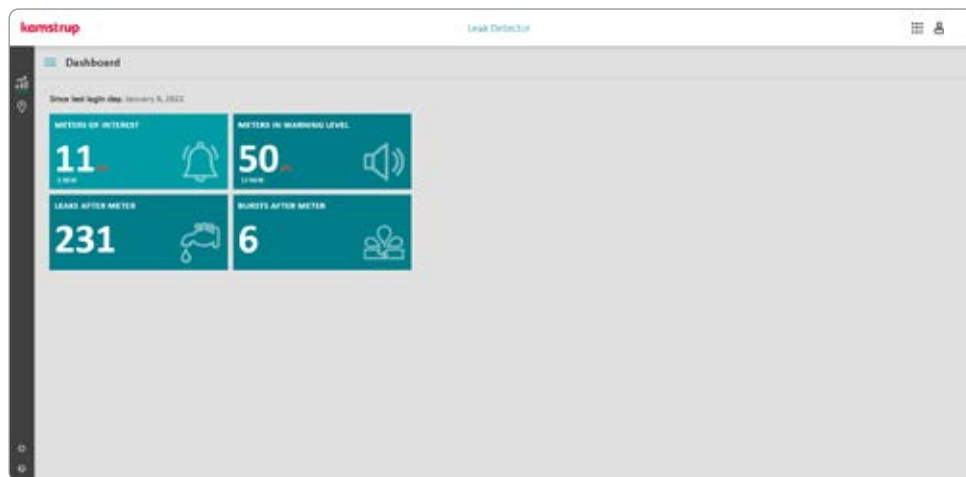 kamstrup
Leak Detector
Dashboard
Since last login day, January 9, 2022
METERS OF INTEREST
11
METERS IN WARNING LEVEL
50
LEAKS AFTER METER
231
BURSTS AFTER METER
6